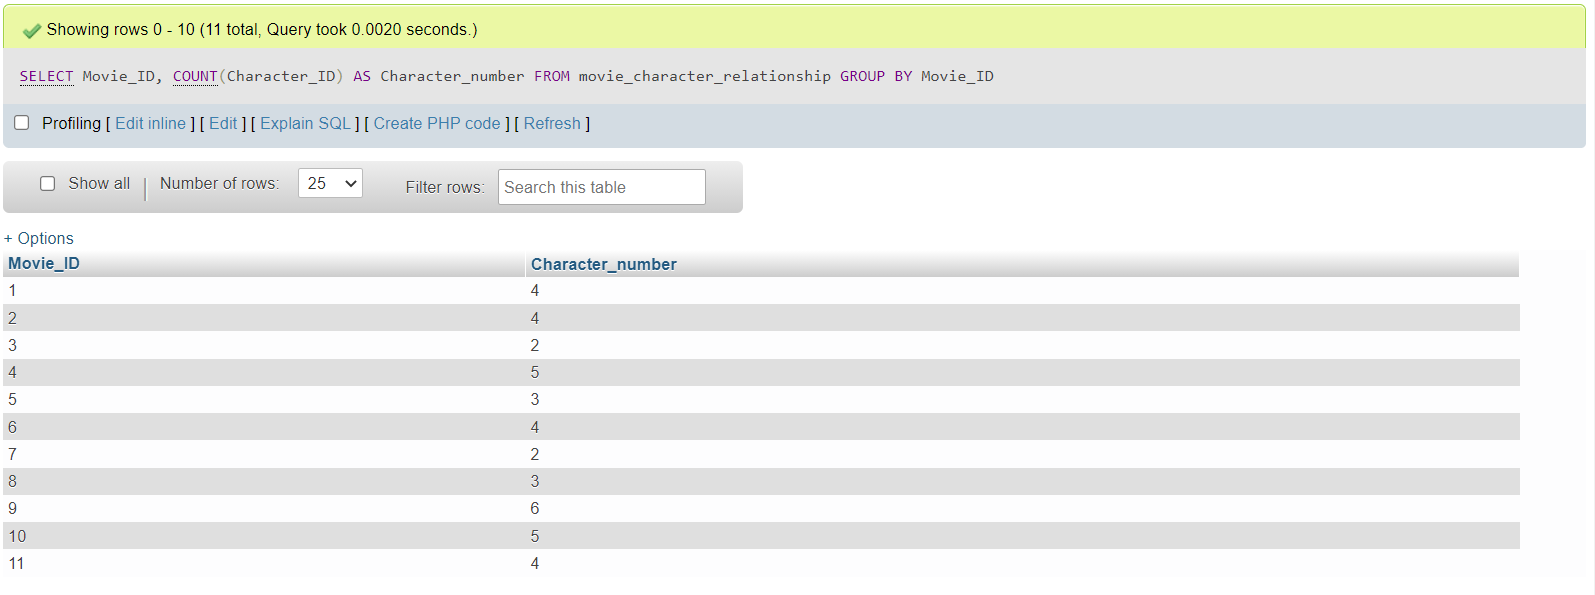 Showing rows 0 - 10 (11 total, Query took 0.0020 seconds.)
SELECT Movie_ID, COUNT(Character_ID) AS Character_number FROM movie_character_relationship GROUP BY Movie_ID
Profiling [ Edit inline ] [ Edit ] [ Explain SQL ] [ Create PHP code ] [ Refresh ]
Show all | Number of rows: 25 Filter rows: Search this table
+ Options
Movie_ID Character_number
1 4
2 4
3 2
4 5
5 3
6 4
7 2
8 3
9 6
10 5
11 4